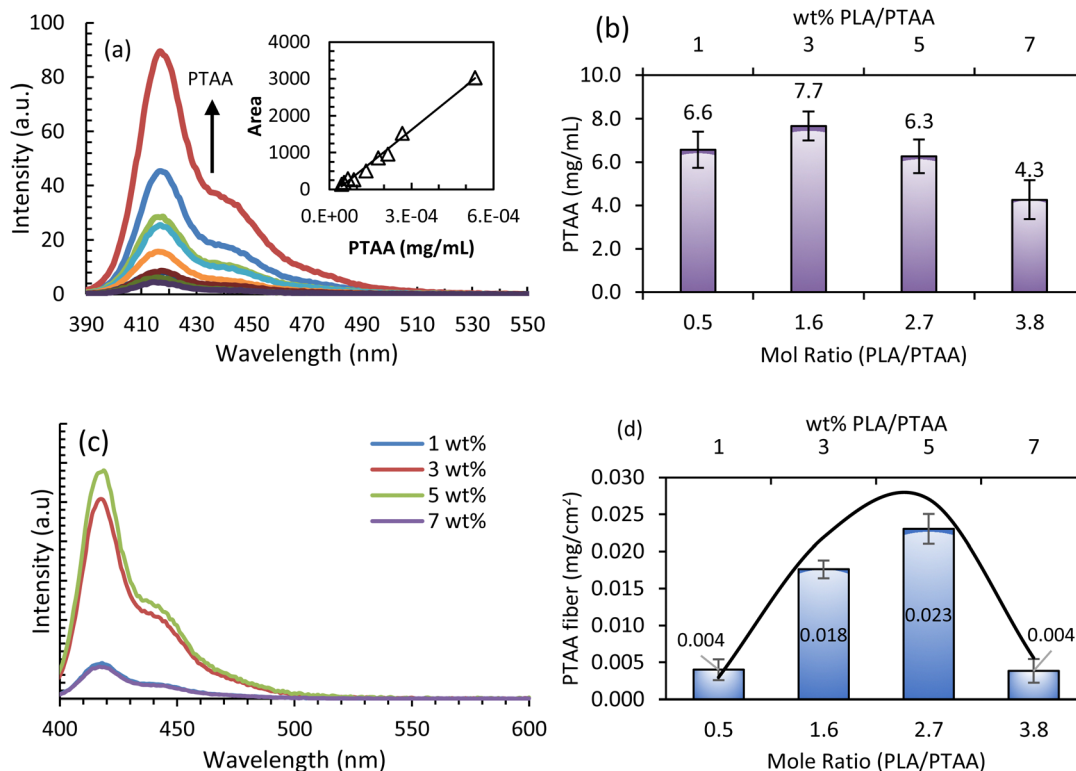 (a)
Intensity (a.u.)
100
80
60
40
20
0
390 410 430 450 470 490 510 530 550
Wavelength (nm)
PTAA
Area
4000
3000
2000
1000
0
0.E+00 3.E-04 6.E-04
PTAA (mg/mL)
(b)
wt% PLA/PTAA
1 3 5 7
PTAA (mg/mL)
10.0
8.0
6.0
4.0
2.0
0.0
6.6 7.7 6.3 4.3
0.5 1.6 2.7 3.8
Mol Ratio (PLA/PTAA)
(c)
Intensity (a.u)
1 wt%
3 wt%
5 wt%
7 wt%
400 450 500 550 600
Wavelength (nm)
(d)
wt% PLA/PTAA
1 3 5 7
PTAA fiber (mg/cm²)
0.030
0.025
0.020
0.015
0.010
0.005
0.000
0.004 0.018 0.023 0.004
0.5 1.6 2.7 3.8
Mole Ratio (PLA/PTAA)